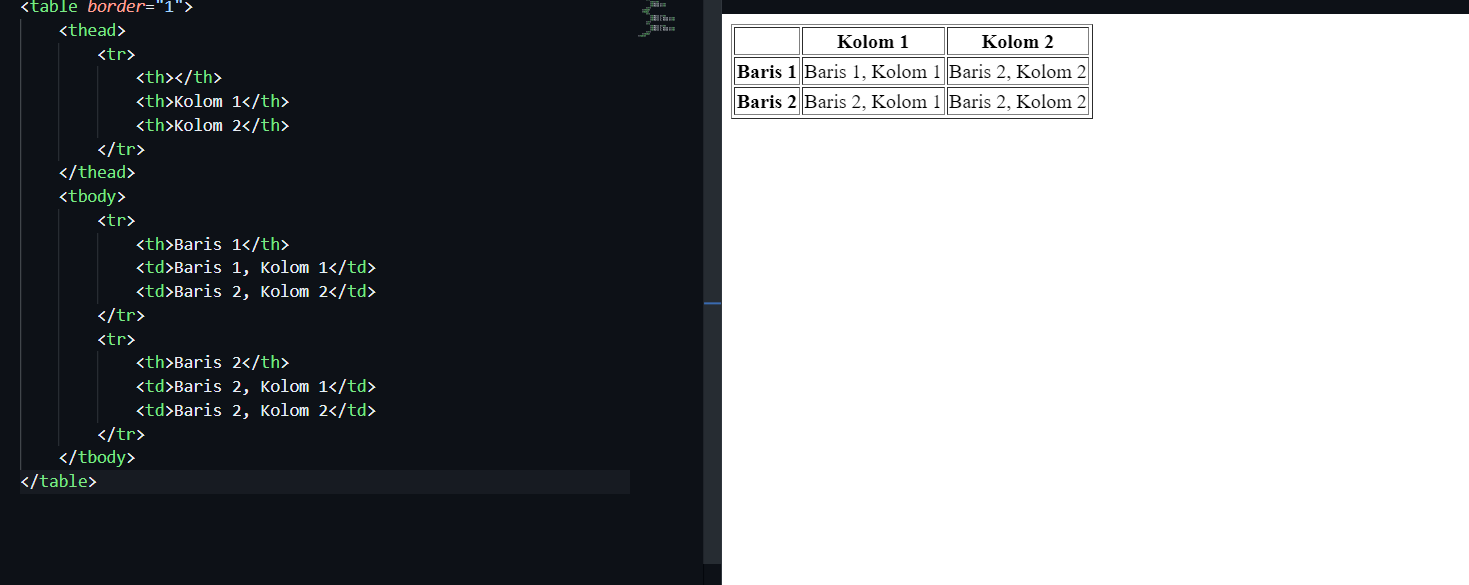 <table border="1">
<thead>
<tr>
<th></th>
<th>Kolom 1</th>
<th>Kolom 2</th>
</tr>
</thead>
<tbody>
<tr>
<th>Baris 1</th>
<td>Baris 1, Kolom 1</td>
<td>Baris 2, Kolom 2</td>
</tr>
<tr>
<th>Baris 2</th>
<td>Baris 2, Kolom 1</td>
<td>Baris 2, Kolom 2</td>
</tr>
</tbody>
</table>
Kolom 1 Kolom 2
Baris 1 Baris 1, Kolom 1 Baris 2, Kolom 2
Baris 2 Baris 2, Kolom 1 Baris 2, Kolom 2